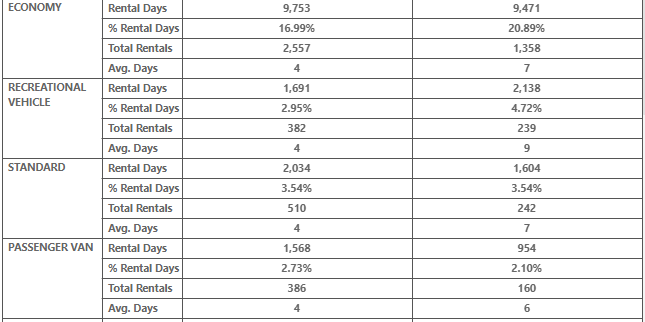 ECONOMY Rental Days 9,753 9,471
% Rental Days 16.99% 20.89%
Total Rentals 2,557 1,358
Avg. Days 4 7
RECREATIONAL Rental Days 1,691 2,138
VEHICLE % Rental Days 2.95% 4.72%
Total Rentals 382 239
Avg. Days 4 9
STANDARD Rental Days 2,034 1,604
% Rental Days 3.54% 3.54%
Total Rentals 510 242
Avg. Days 4 7
PASSENGER VAN Rental Days 1,568 954
% Rental Days 2.73% 2.10%
Total Rentals 386 160
Avg. Days 4 6